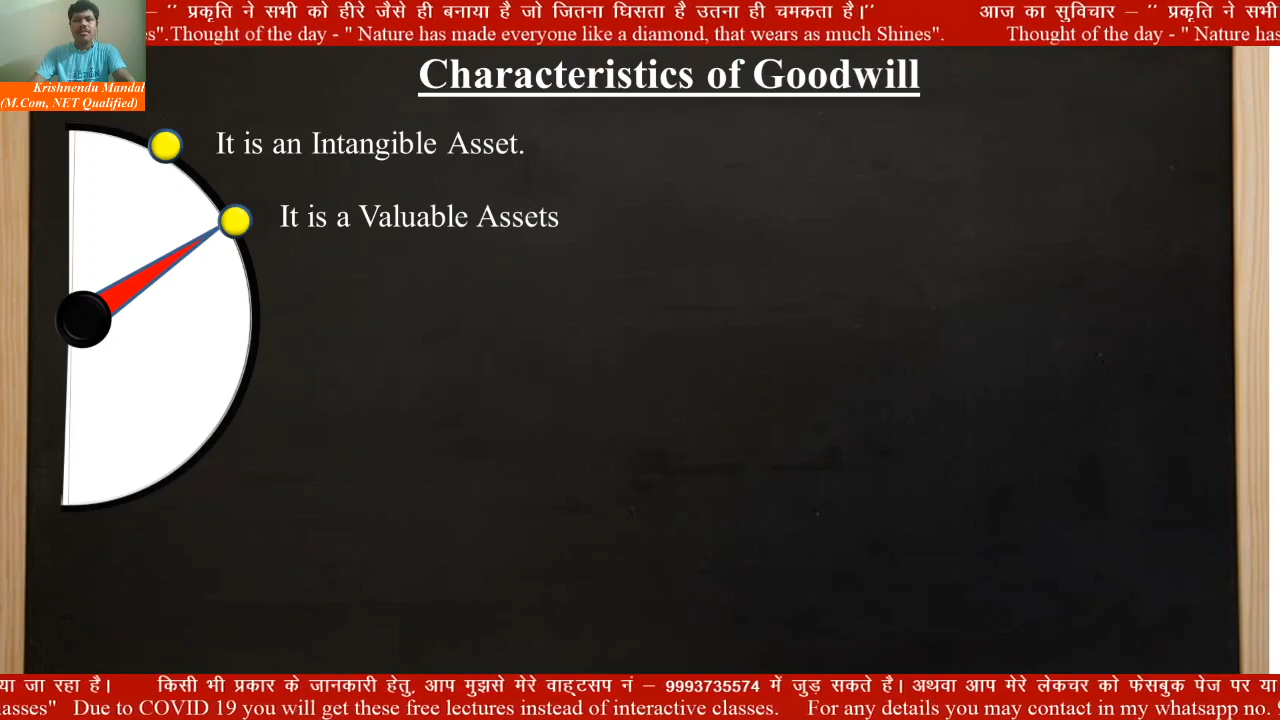 – ′′ प्रकृति ने सभी को हीरे जैसे ही बनाया है जो जितना घिसता है उतना ही चमकता है।′′ आज का सुविचार – ′′ प्रकृति ने सभी
es".Thought of the day - " Nature has made everyone like a diamond, that wears as much Shines". Thought of the day - " Nature has
Krishnendu Mandal
(M.Com, NET Qualified)
Characteristics of Goodwill
It is an Intangible Asset.
It is a Valuable Assets
या जा रहा है। किसी भी प्रकार के जानकारी हेतु, आप मुझसे मेरे वाह्टसप नं – 9993735574 में जुड़ सकते है। अथवा आप मेरे लेकचर को फेसबुक पेज पर या
lasses" Due to COVID 19 you will get these free lectures instead of interactive classes. For any details you may contact in my whatsapp no.